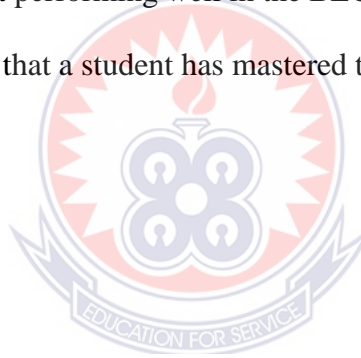 performing well in the
that a student has mastered
EDUCATION FOR SERVICE